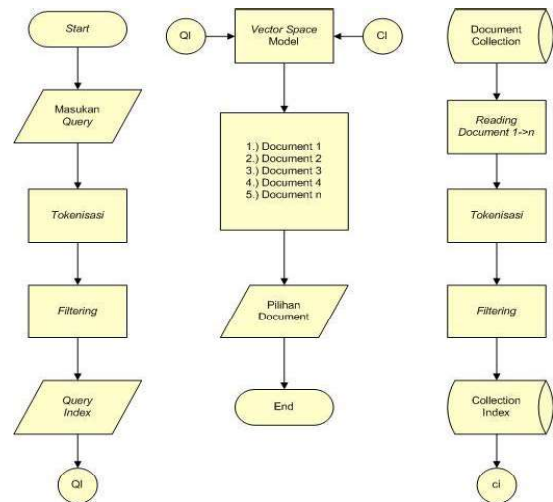 Start
Masukan
Query
Tokenisasi
Filtering
Query
Index
QI
QI
Vector Space
Model
CI
1.) Document 1
2.) Document 2
3.) Document 3
4.) Document 4
5.) Document n
Pilihan
Document
End
Document
Collection
Reading
Document 1->n
Tokenisasi
Filtering
Collection
Index
ci